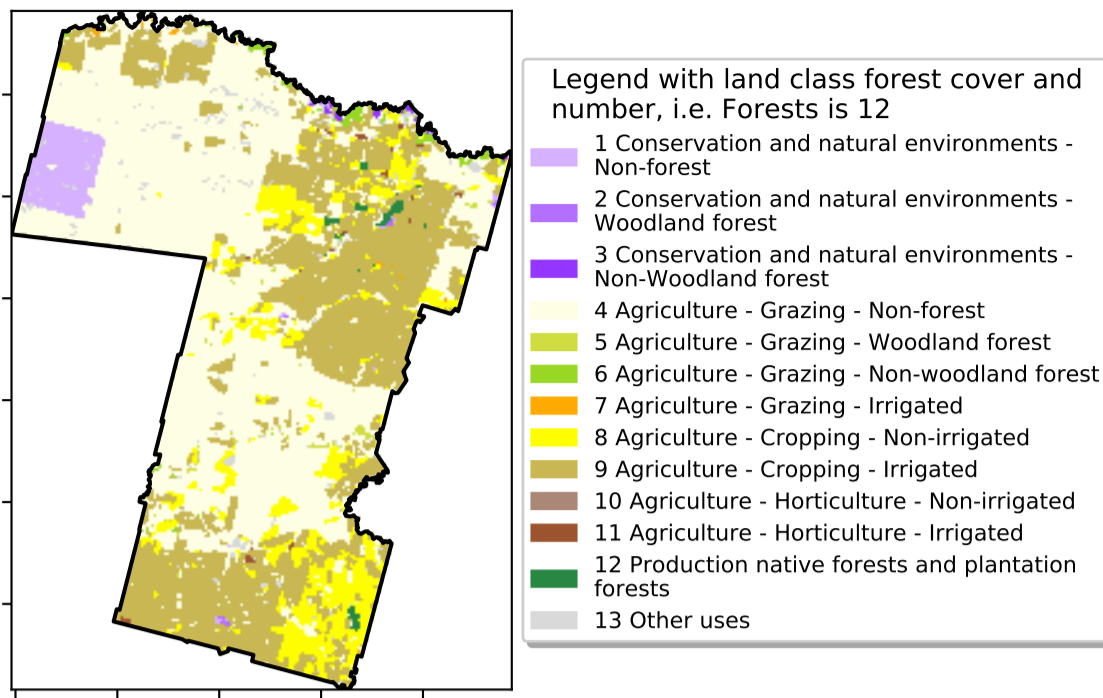 Legend with land class forest cover and
number, i.e. Forests is 12
1 Conservation and natural environments -
Non-forest
2 Conservation and natural environments -
Woodland forest
3 Conservation and natural environments -
Non-Woodland forest
4 Agriculture - Grazing - Non-forest
5 Agriculture - Grazing - Woodland forest
6 Agriculture - Grazing - Non-woodland forest
7 Agriculture - Grazing - Irrigated
8 Agriculture - Cropping - Non-irrigated
9 Agriculture - Cropping - Irrigated
10 Agriculture - Horticulture - Non-irrigated
11 Agriculture - Horticulture - Irrigated
12 Production native forests and plantation
forests
13 Other uses